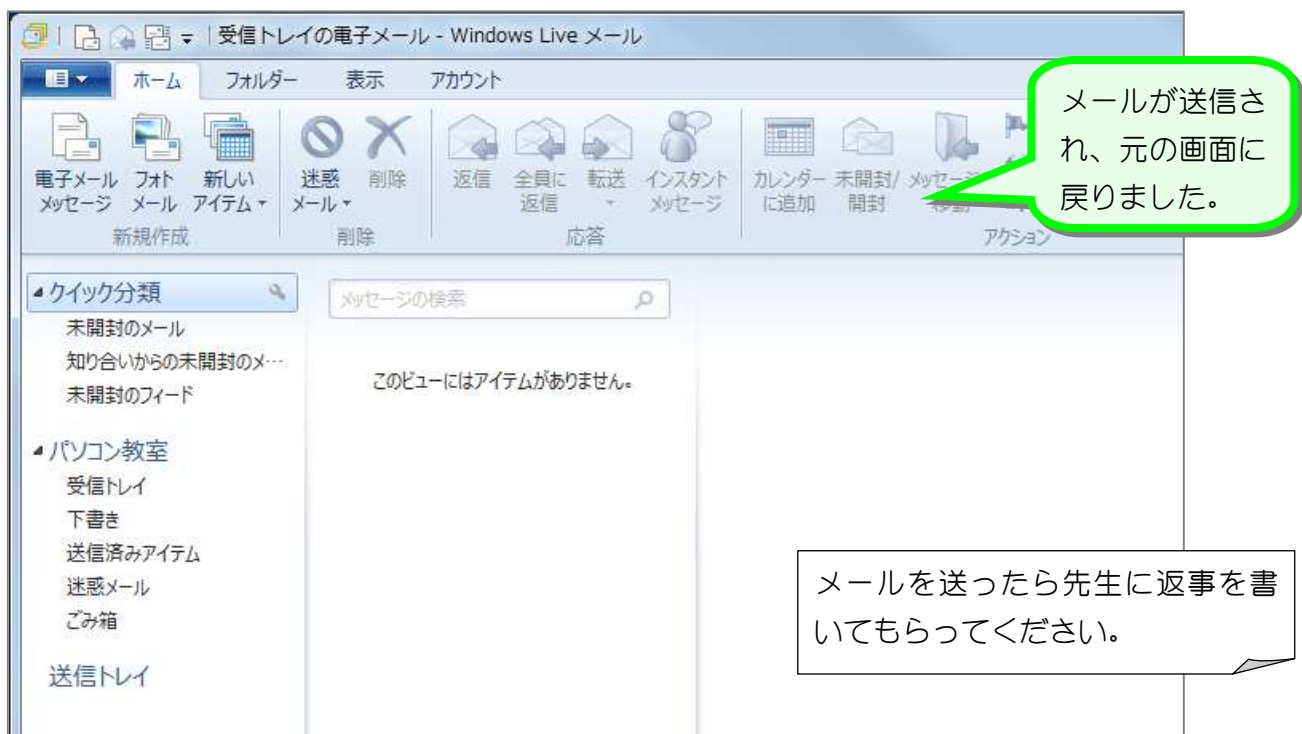 受信トレイの電子メール - Windows Live メール
ホーム フォルダー 表示 アカウント
メールが送信さ
れ、元の画面に
戻りました。
電子メール フォト 新しい 迷惑 削除 返信 全員に 転送 インスタント カレンダー 未開封/
メッセージ メール アイテム メール 返信 メッセージ に追加 開封 移動
新規作成 削除 応答 アクション
クイック分類
メッセージの検索
未開封のメール
知り合いからの未開封のメ…
未開封のフィード
このビューにはアイテムがありません。
パソコン教室
受信トレイ
下書き
送信済みアイテム
迷惑メール
ごみ箱
送信トレイ
メールを送ったら先生に返事を書
いてもらってください。